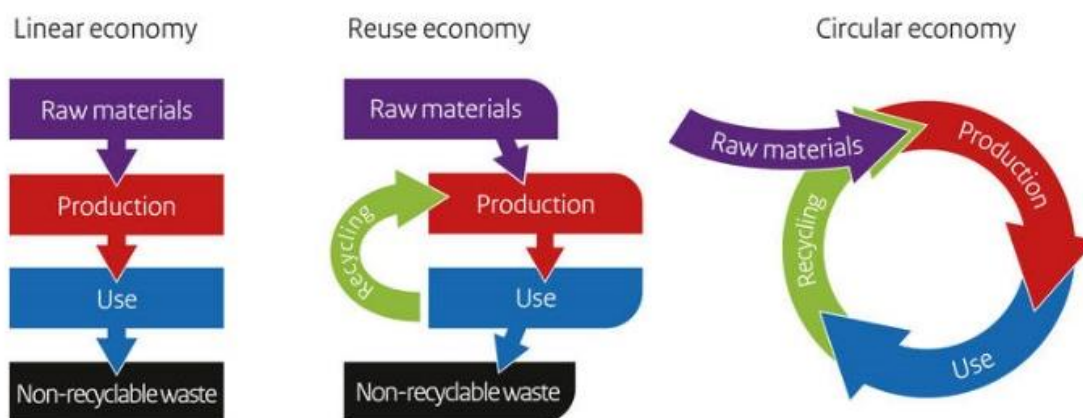 Linear economy
Raw materials
Production
Use
Non-recyclable waste
Reuse economy
Raw materials
Production
Recycling
Use
Non-recyclable waste
Circular economy
Raw materials
Production
Recycling
Use